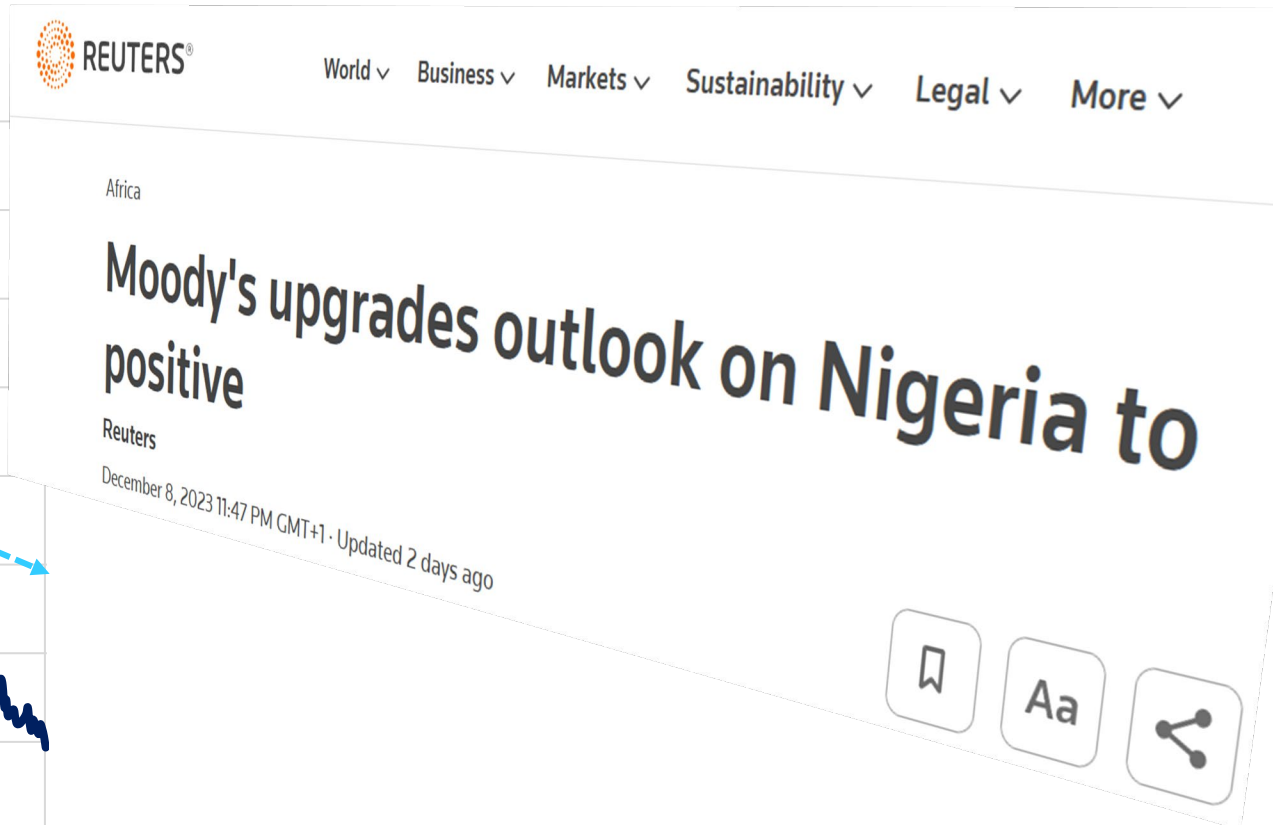 REUTERS®
World Business Markets Sustainability Legal More
Africa
Moody's upgrades outlook on Nigeria to
positive
Reuters
December 8, 2023 11:47 PM GMT+1 · Updated 2 days ago
Aa